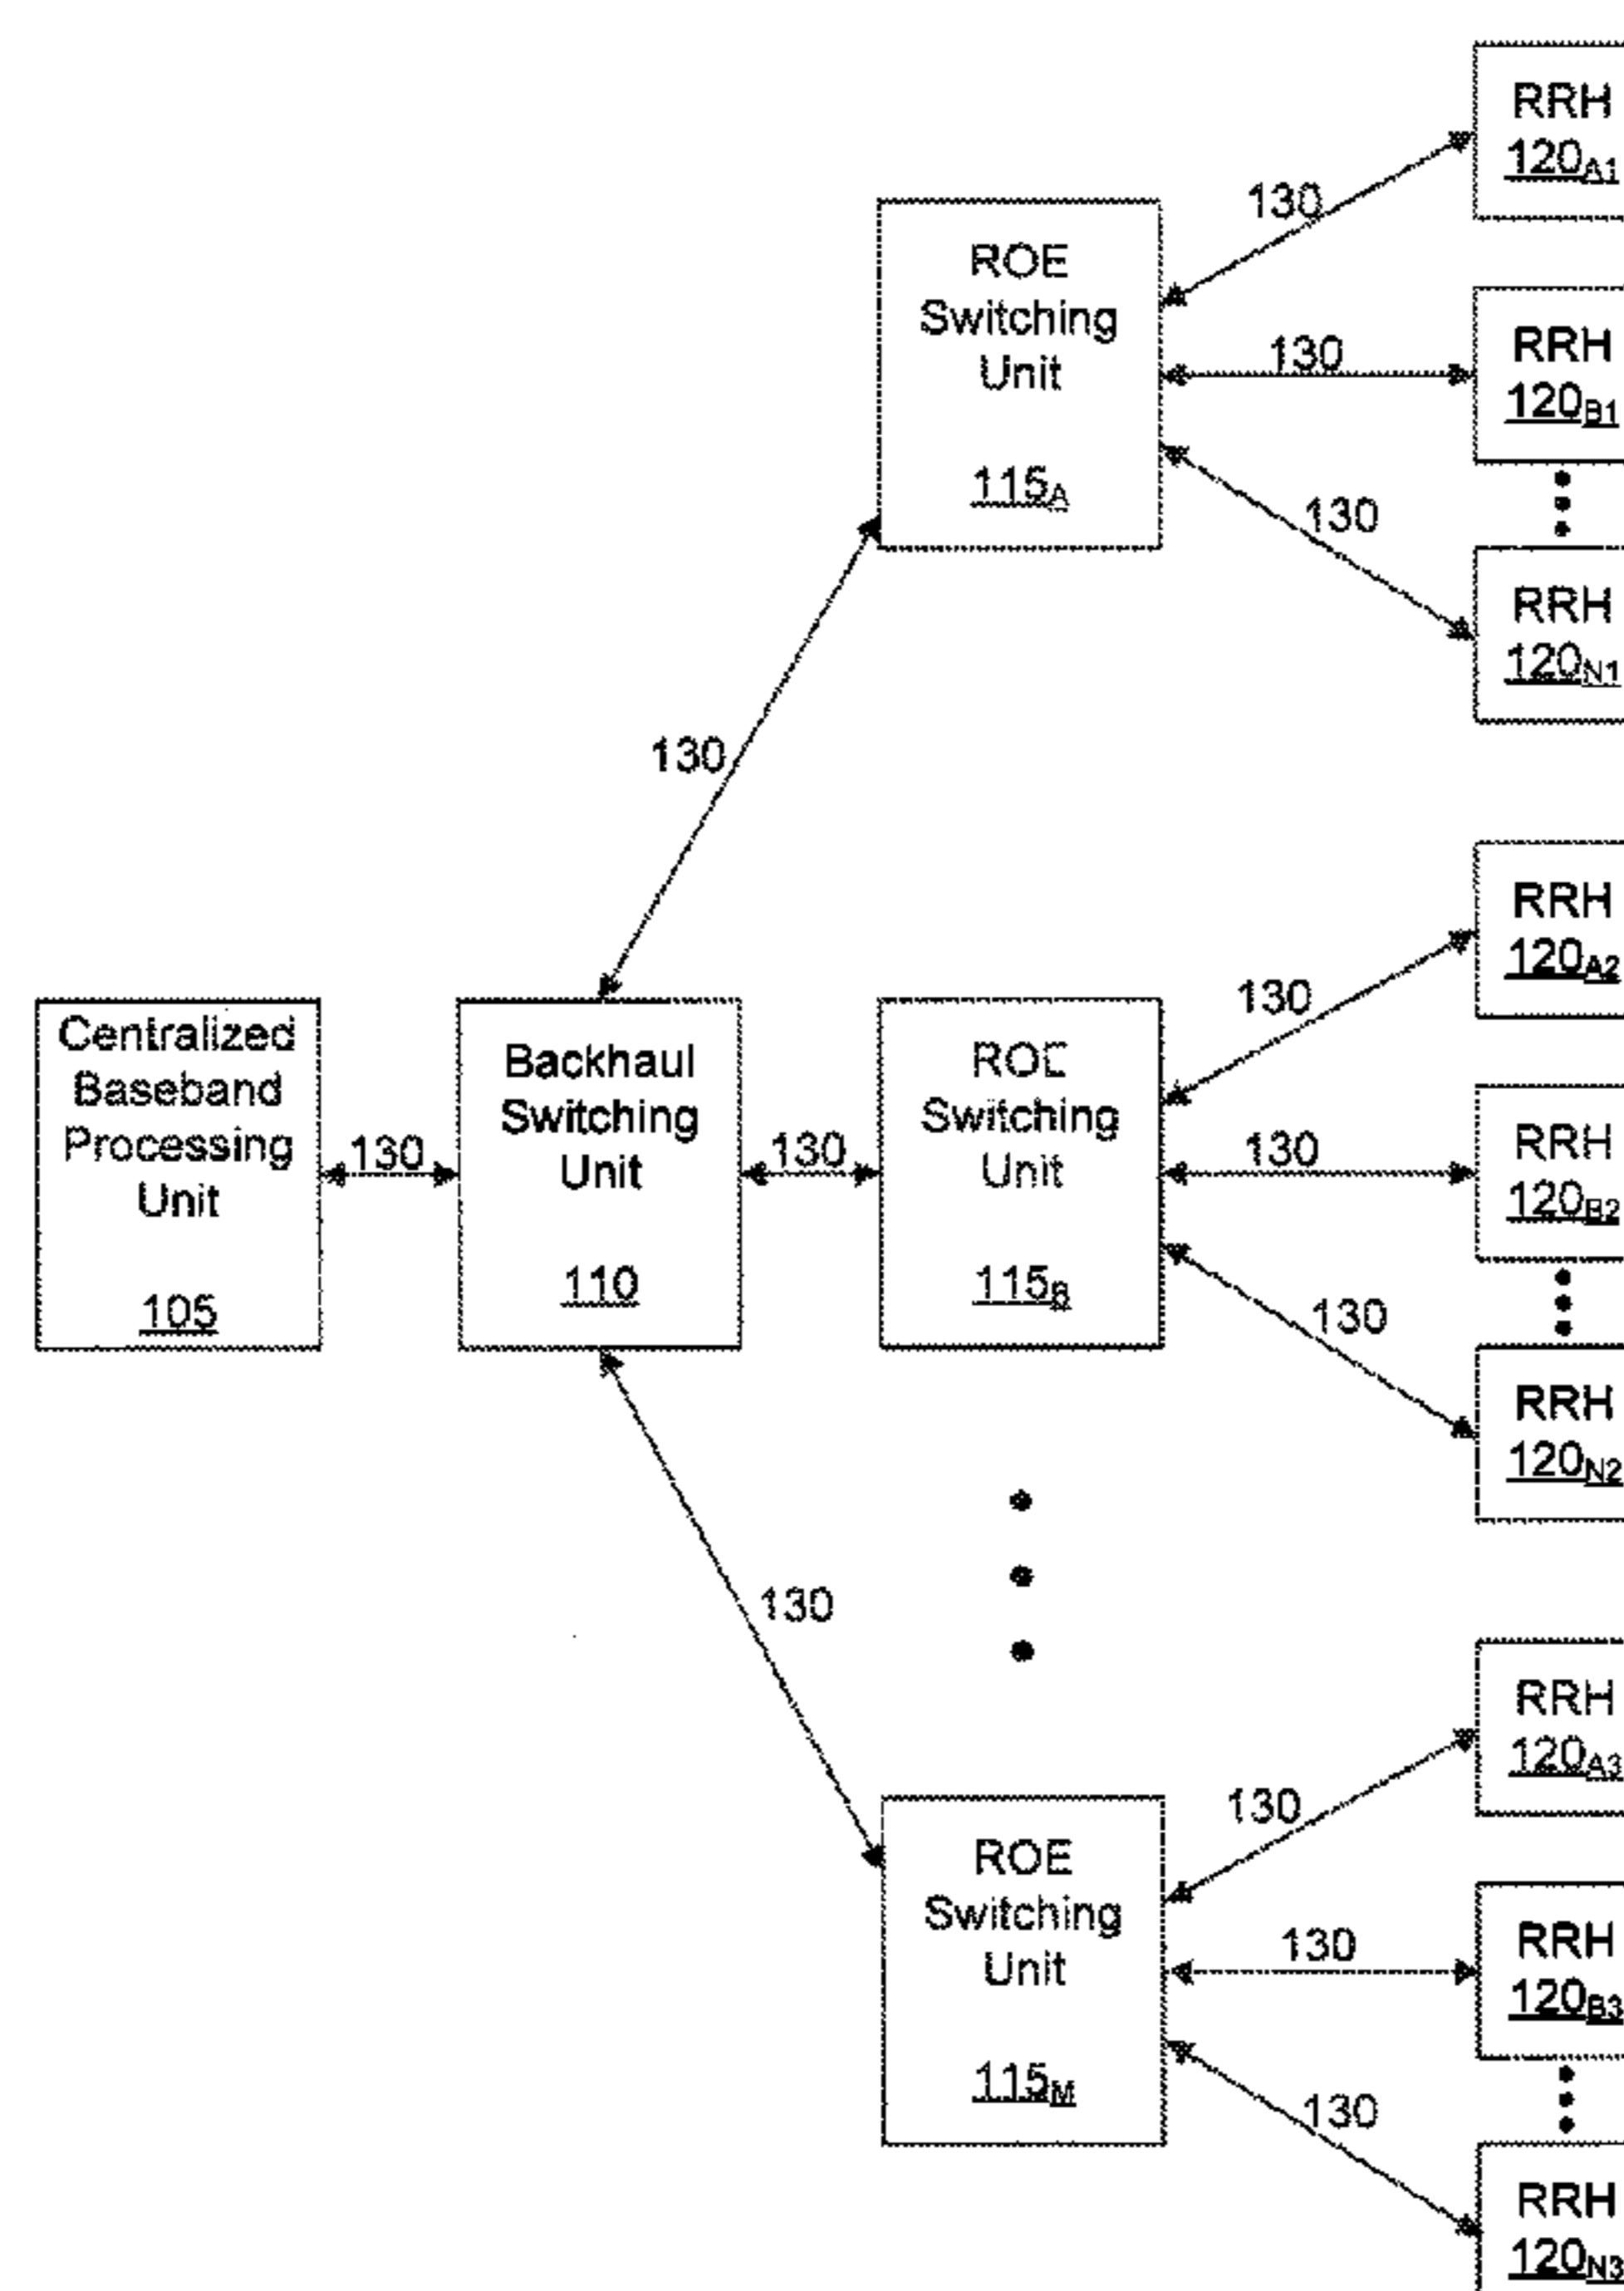 RRH
120A1
130
ROE
Switching
Unit
115A
130
RRH
120B1
130
RRH
120N1
130
RRH
120A2
130
Centralized
Baseband
Processing
Unit
105
130
Backhaul
Switching
Unit
110
130
ROE
Switching
Unit
115B
130
RRH
120B2
130
RRH
120N2
130
RRH
120A3
130
ROE
Switching
Unit
115M
130
RRH
120B3
130
RRH
120N3